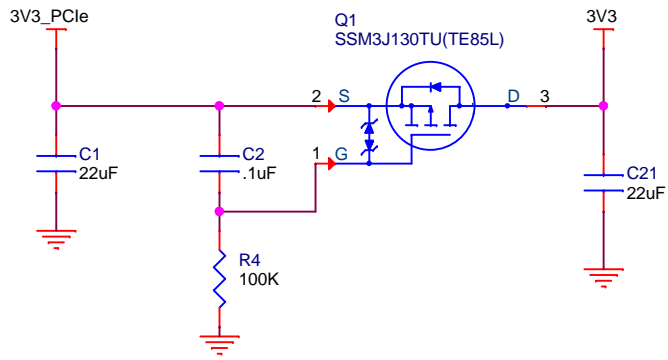 3V3_PCIe
Q1
SSM3J130TU(TE85L)
3V3
2 S
D 3
1 G
C1
22uF
C2
.1uF
C21
22uF
R4
100K